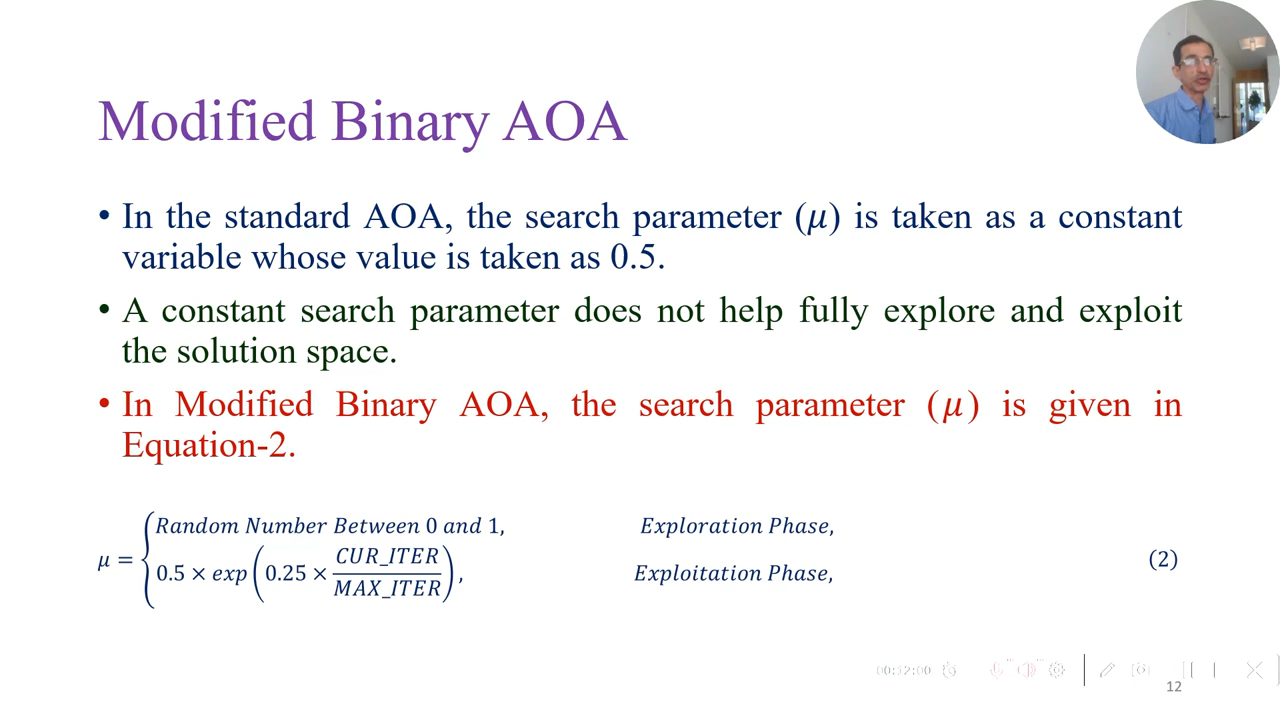 Modified Binary AOA
• In the standard AOA, the search parameter (μ) is taken as a constant
variable whose value is taken as 0.5.
• A constant search parameter does not help fully explore and exploit
the solution space.
• In Modified Binary AOA, the search parameter (μ) is given in
Equation-2.
μ = { Random Number Between 0 and 1, Exploration Phase,
0.5 × exp(0.25 × CUR_ITER / MAX_ITER), Exploitation Phase, (2)
00:12:00
12